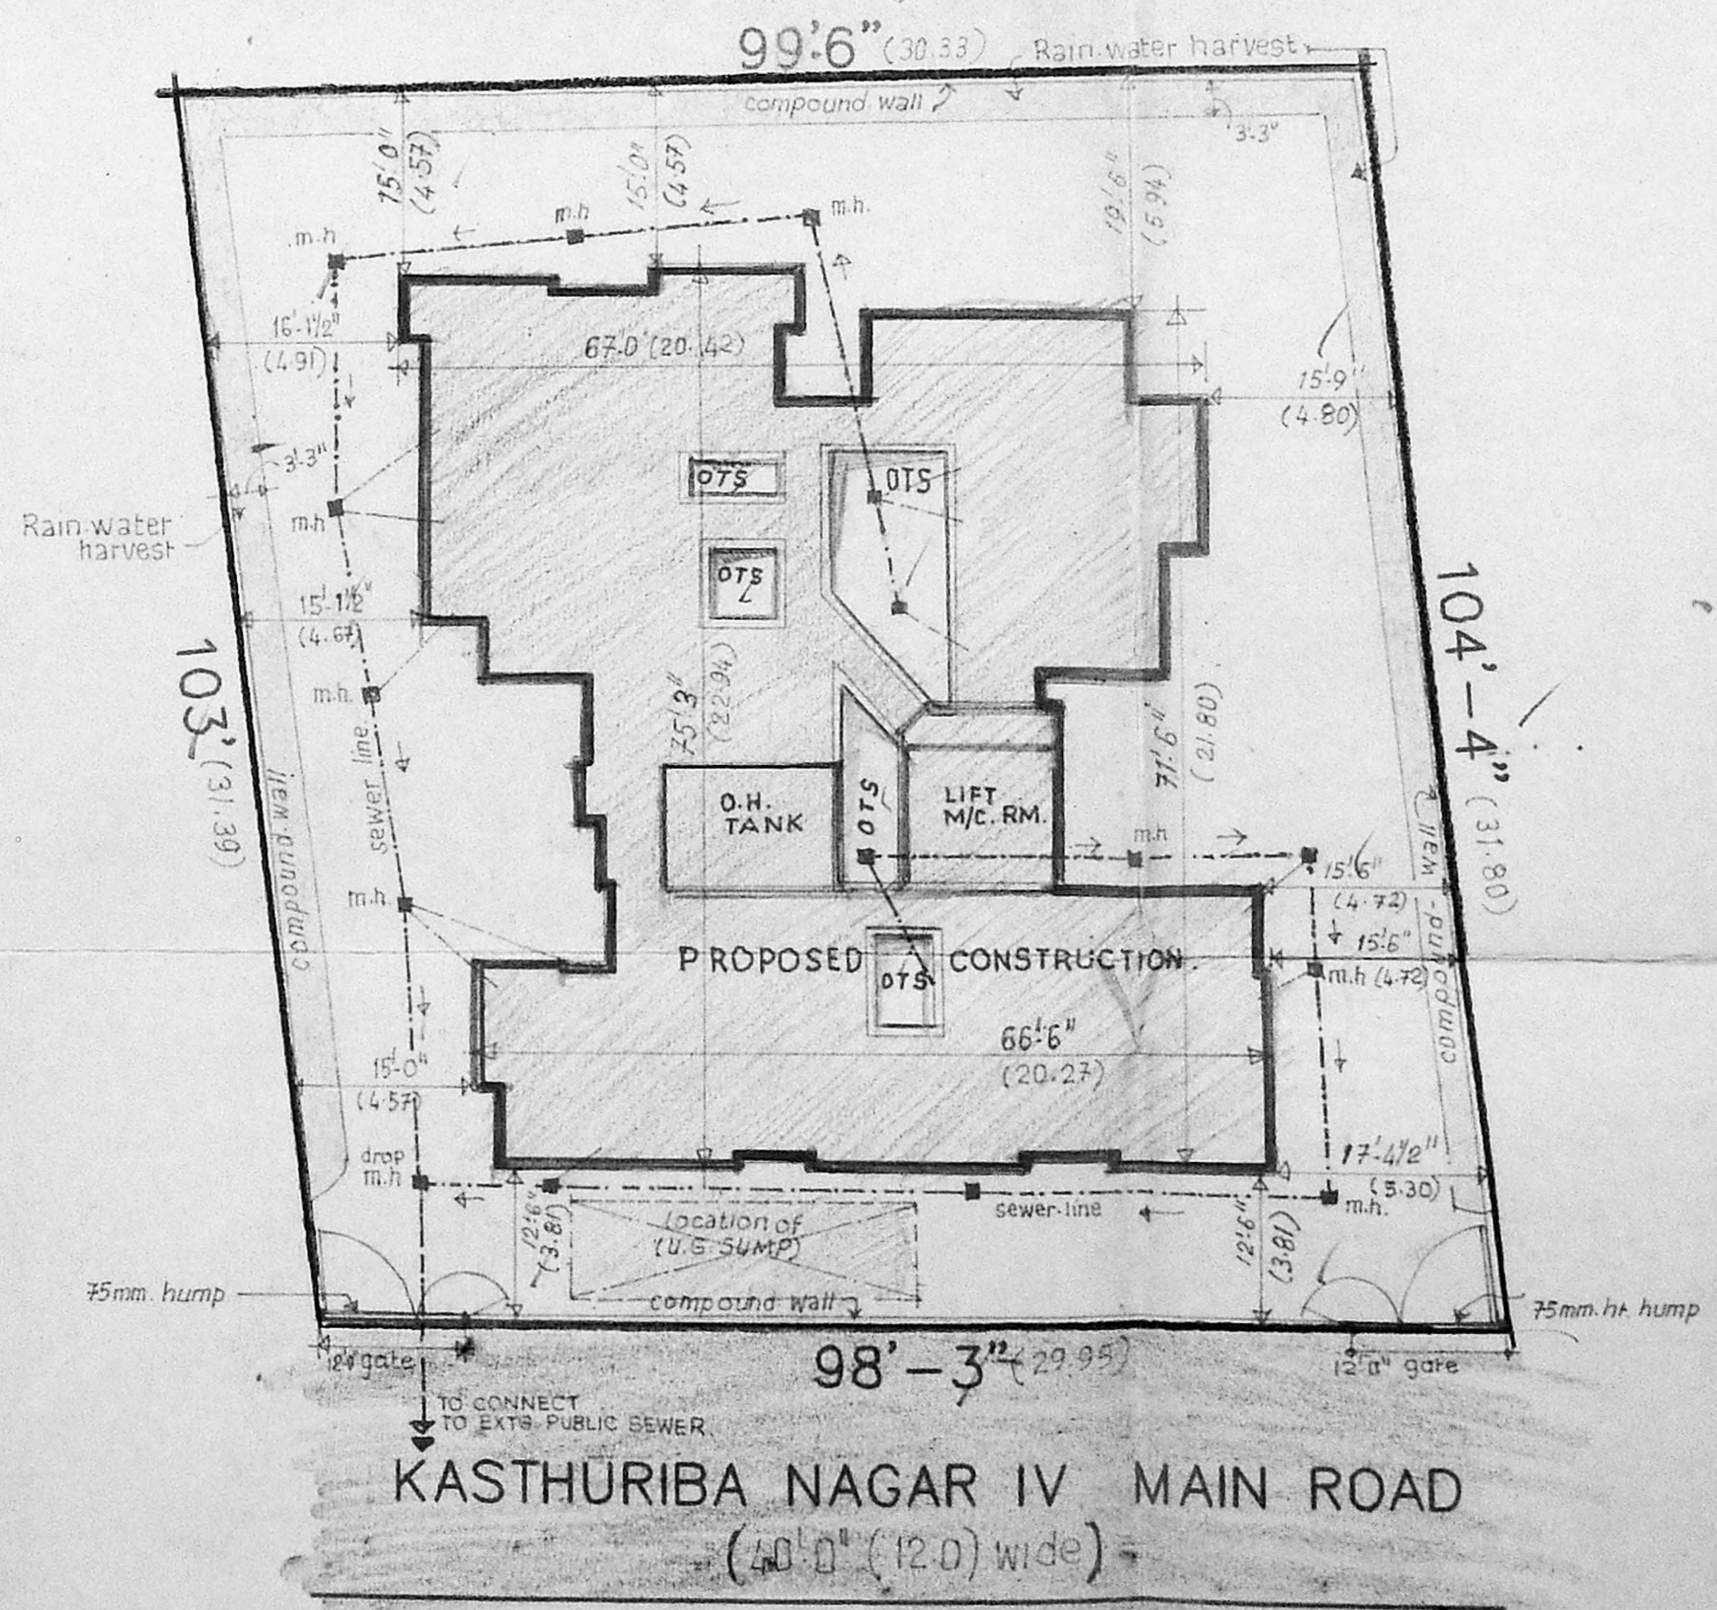 99'-6" (30.33)
Rain water harvest
compound wall
3'-3"
15'-0"
(4.57)
15'-0"
(4.57)
19'-6"
(5.94)
m.h
m.h
m.h.
16'-1½"
(4.91)
67'-0" (20.42)
15'-9"
(4.80)
3'-3"
OTS
OTS
Rain water
harvest
m.h
OTS
15'-1½"
(4.67)
103' (31.39)
104'-4" (31.80)
m.h.
75'-3"
(22.94)
71'-6"
(21.80)
sewer line
compound wall
O.H.
TANK
OTS
LIFT
M/C. RM.
m.h
compound wall
15'-6"
(4.72)
m.h.
PROPOSED CONSTRUCTION.
OTS
15'-6"
m.h (4.72)
66'-6"
(20.27)
15'-0"
(4.57)
drop
m.h
17'-4½"
(5.30)
m.h.
12'-6"
(3.81)
location of
(U.G SUMP)
sewer line
12'-6"
(3.81)
75mm. hump
compound wall
75mm. ht. hump
12'0" gate
98'-3" (29.95)
12'0" gate
TO CONNECT
TO EXTG. PUBLIC SEWER.
KASTHURIBA NAGAR IV MAIN ROAD
(40'0" (12.0) wide)